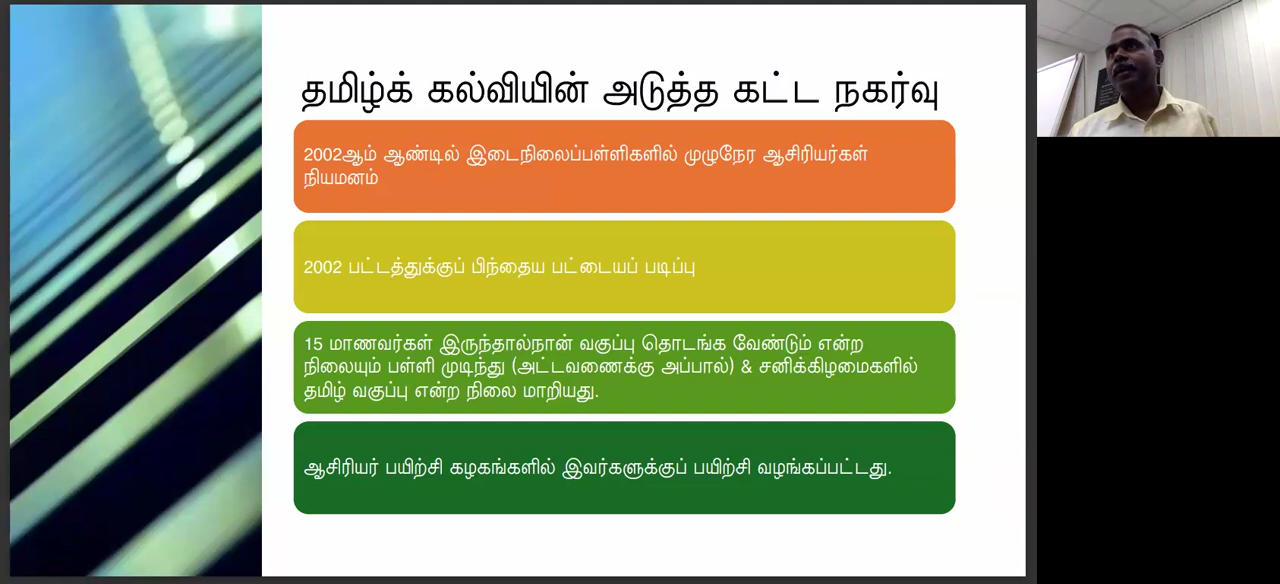 தமிழ்க் கல்வியின் அடுத்த கட்ட நகர்வு
2002ஆம் ஆண்டில் இடைநிலைப்பள்ளிகளில் முழுநேர ஆசிரியர்கள்
நியமனம்
2002 பட்டத்துக்குப் பிந்தைய பட்டையப் படிப்பு
15 மாணவர்கள் இருந்தால்நான் வகுப்பு தொடங்க வேண்டும் என்ற
நிலையும் பள்ளி முடிந்து (அட்டவணைக்கு அப்பால்) & சனிக்கிழமைகளில்
தமிழ் வகுப்பு என்ற நிலை மாறியது.
ஆசிரியர் பயிற்சி கழகங்களில் இவர்களுக்குப் பயிற்சி வழங்கப்பட்டது.